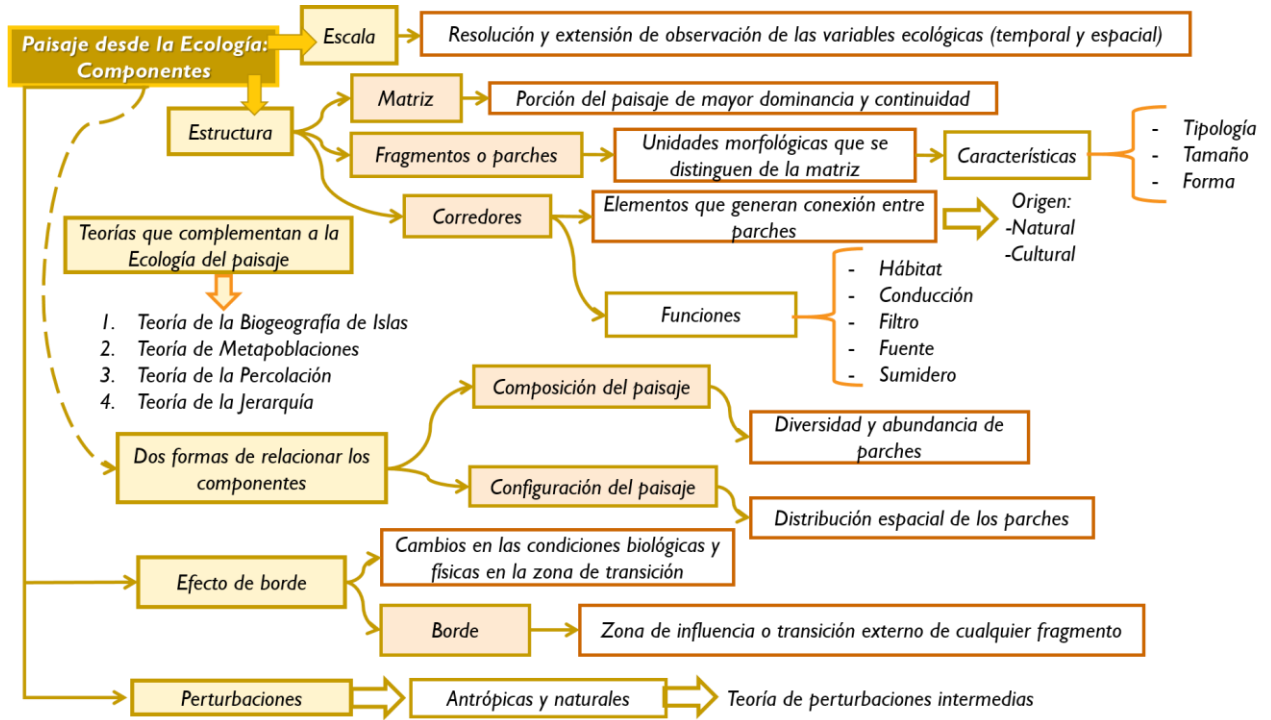 Paisaje desde la Ecología:
Componentes
Escala
Resolución y extensión de observación de las variables ecológicas (temporal y espacial)
Estructura
Matriz
Porción del paisaje de mayor dominancia y continuidad
Fragmentos o parches
Unidades morfológicas que se
distinguen de la matriz
Características
- Tipología
- Tamaño
- Forma
Corredores
Elementos que generan conexión entre
parches
Origen:
-Natural
-Cultural
Funciones
- Hábitat
- Conducción
- Filtro
- Fuente
- Sumidero
Teorías que complementan a la
Ecología del paisaje
1. Teoría de la Biogeografía de Islas
2. Teoría de Metapoblaciones
3. Teoría de la Percolación
4. Teoría de la Jerarquía
Dos formas de relacionar los
componentes
Composición del paisaje
Diversidad y abundancia de
parches
Configuración del paisaje
Distribución espacial de los parches
Efecto de borde
Cambios en las condiciones biológicas y
físicas en la zona de transición
Borde
Zona de influencia o transición externo de cualquier fragmento
Perturbaciones
Antrópicas y naturales
Teoría de perturbaciones intermedias